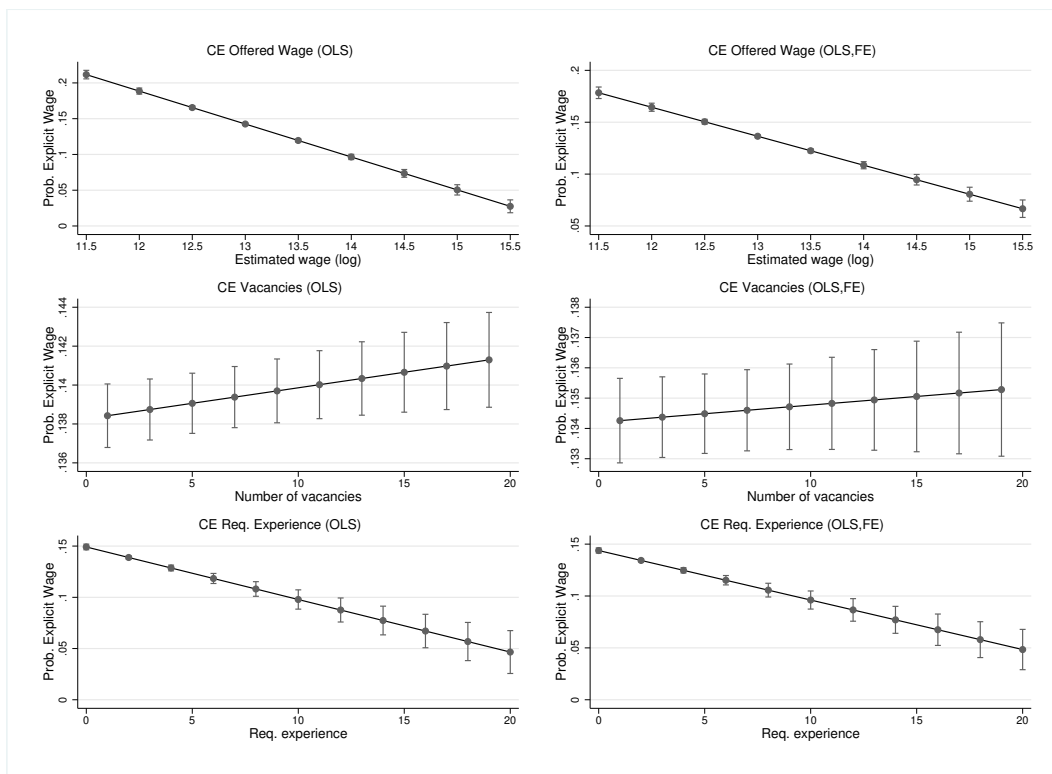 CE Offered Wage (OLS)
Prob. Explicit Wage
.2
.15
.1
.05
0
11.5 12 12.5 13 13.5 14 14.5 15 15.5
Estimated wage (log)
CE Offered Wage (OLS,FE)
Prob. Explicit Wage
.2
.15
.1
.05
11.5 12 12.5 13 13.5 14 14.5 15 15.5
Estimated wage (log)
CE Vacancies (OLS)
Prob. Explicit Wage
.144
.142
.14
.138
.136
0 5 10 15 20
Number of vacancies
CE Vacancies (OLS,FE)
Prob. Explicit Wage
.138
.137
.136
.135
.134
.133
0 5 10 15 20
Number of vacancies
CE Req. Experience (OLS)
Prob. Explicit Wage
.15
.1
.05
0
0 5 10 15 20
Req. experience
CE Req. Experience (OLS,FE)
Prob. Explicit Wage
.15
.1
.05
0
0 5 10 15 20
Req. experience